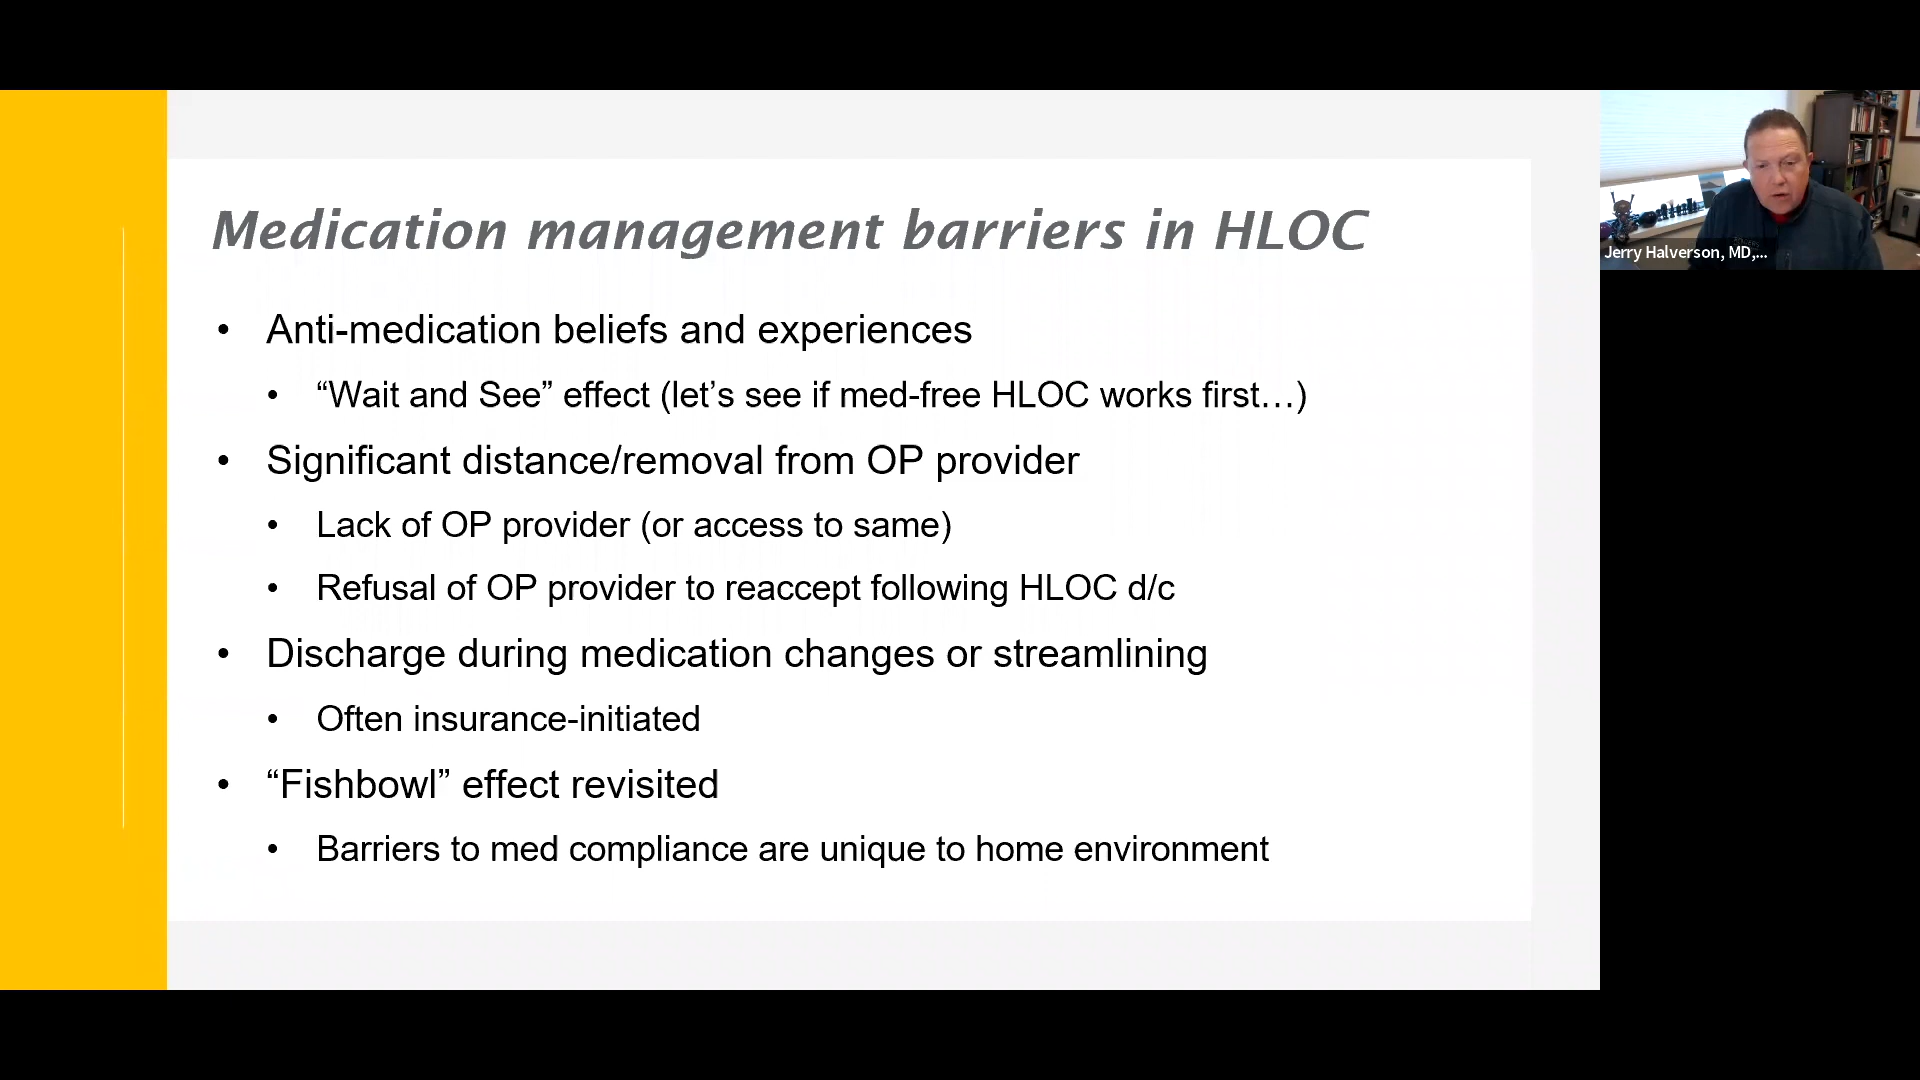 Medication management barriers in HLOC
• Anti-medication beliefs and experiences
• “Wait and See” effect (let’s see if med-free HLOC works first…)
• Significant distance/removal from OP provider
• Lack of OP provider (or access to same)
• Refusal of OP provider to reaccept following HLOC d/c
• Discharge during medication changes or streamlining
• Often insurance-initiated
• “Fishbowl” effect revisited
• Barriers to med compliance are unique to home environment
Jerry Halverson, MD,...